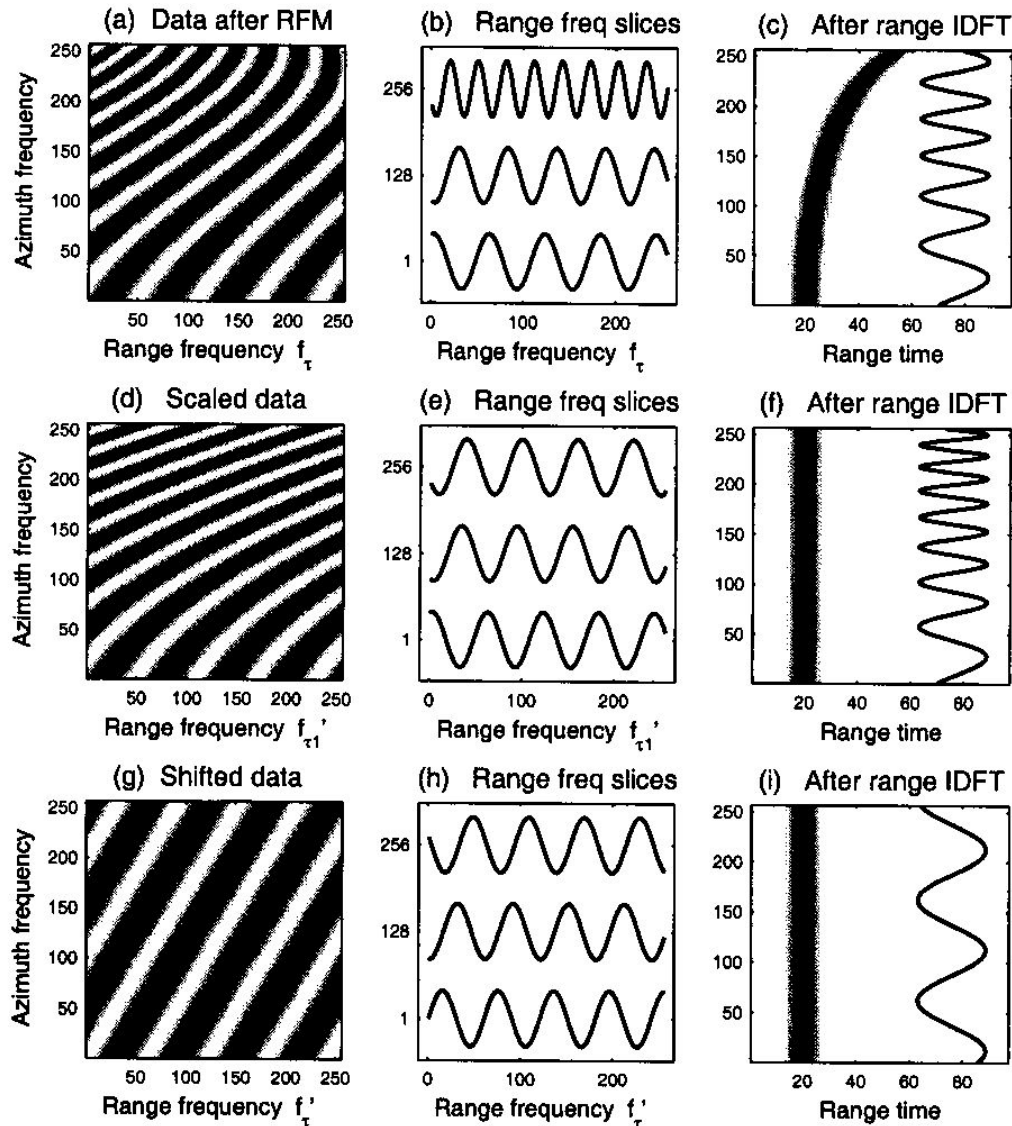 (a) Data after RFM
(b) Range freq slices
(c) After range IDFT
Azimuth frequency
250
200
150
100
50
50 100 150 200 250
Range frequency f_τ
256
128
1
0 200
Range frequency f_τ
250
200
150
100
50
20 40 60 80
Range time
(d) Scaled data
(e) Range freq slices
(f) After range IDFT
Azimuth frequency
250
200
150
100
50
50 100 150 200 250
Range frequency f_τ1'
256
128
1
0 200
Range frequency f_τ1'
250
200
150
100
50
20 40 60 80
Range time
(g) Shifted data
(h) Range freq slices
(i) After range IDFT
Azimuth frequency
250
200
150
100
50
50 100 150 200 250
Range frequency f_τ'
256
128
1
0 200
Range frequency f_τ'
250
200
150
100
50
20 40 60 80
Range time